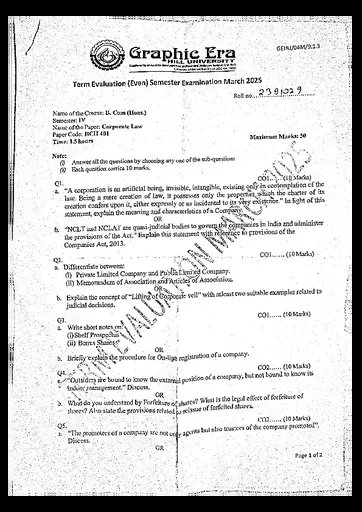 GEHU/04M/9.1.3
Graphic Era
HILL UNIVERSITY
Term Evaluation (Even) Semester Examination March 2025
Roll no.
Name of the Course: B. Com (Hons.)
Semester: IV
Name of the Paper: Corporate Law
Paper Code: BCH 401
Time: 1.5 hours
Maximum Marks: 50
Note:
(i) Answer all the questions by choosing any one of the sub-questions
(ii) Each question carries 10 marks.
Q1. CO1...... (10 Marks)
a. "A corporation is an artificial being, invisible, intangible, existing only in contemplation of the
law. Being a mere creation of law, it possesses only the properties which the charter of its
creation confers upon it, either expressly or as incidental to its very existence." In light of this
statement, explain the meaning and characteristics of a Company.
OR
b. "NCLT and NCLAT are quasi-judicial bodies to govern the companies in India and administer
the provisions of the Act." Explain this statement with reference to provisions of the
Companies Act, 2013.
CO1...... (10 Marks)
Q2.
a. Differentiate between:
(i) Private Limited Company and Public Limited Company.
(ii) Memorandum of Association and Articles of Association.
OR
b. Explain the concept of "Lifting of Corporate veil" with at least two suitable examples related to
judicial decisions.
CO1...... (10 Marks)
Q3.
a. Write short notes on:
(i) Shelf Prospectus
(ii) Bonus Shares
OR
b. Briefly explain the procedure for On-line registration of a company.
CO2...... (10 Marks)
Q4.
a. "Outsiders are bound to know the external position of a company, but not bound to know its
indoor management." Discuss.
OR
b. What do you understand by Forfeiture of shares? What is the legal effect of forfeiture of
shares? Also state the provisions related to reissue of forfeited shares.
CO2...... (10 Marks)
Q5.
a. "The promoters of a company are not only agents but also trustees of the company promoted".
Discuss.
OR
Page 1 of 2
TERM EVALUATION MARCH 2025